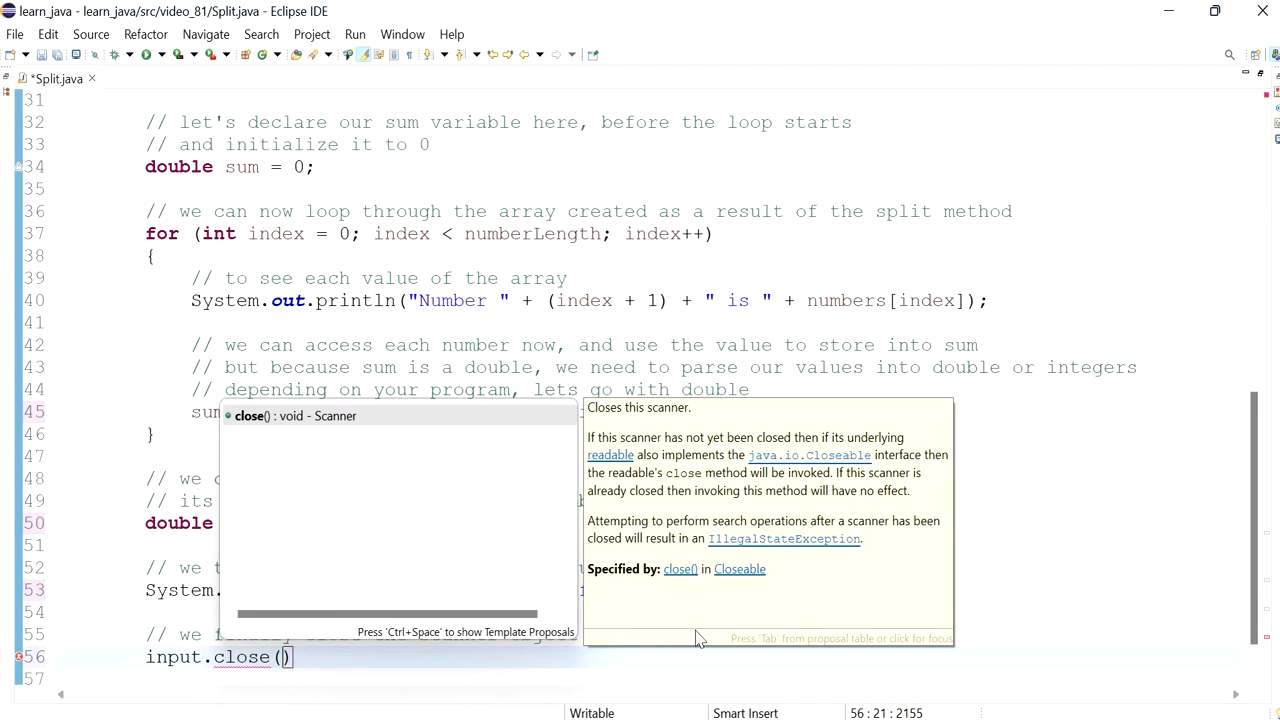 learn_java - learn_java/src/video_81/Split.java - Eclipse IDE
File Edit Source Refactor Navigate Search Project Run Window Help
*Split.java
31
32 // let's declare our sum variable here, before the loop starts
33 // and initialize it to 0
34 double sum = 0;
35
36 // we can now loop through the array created as a result of the split method
37 for (int index = 0; index < numberLength; index++)
38 {
39 // to see each value of the array
40 System.out.println("Number " + (index + 1) + " is " + numbers[index]);
41
42 // we can access each number now, and use the value to store into sum
43 // but because sum is a double, we need to parse our values into double or integers
44 // depending on your program, lets go with double
45 sum
46 }
47
48 // we
49 // its
50 double
51
52 // we
53 System.
54
55 // we
56 input.close()
57
close() : void - Scanner
Press 'Ctrl+Space' to show Template Proposals
Closes this scanner.
If this scanner has not yet been closed then if its underlying
readable also implements the java.io.Closeable interface then
the readable's close method will be invoked. If this scanner is
already closed then invoking this method will have no effect.
Attempting to perform search operations after a scanner has been
closed will result in an IllegalStateException.
Specified by: close() in Closeable
Press 'Tab' from proposal table or click for focus
Writable Smart Insert 56 : 21 : 2155